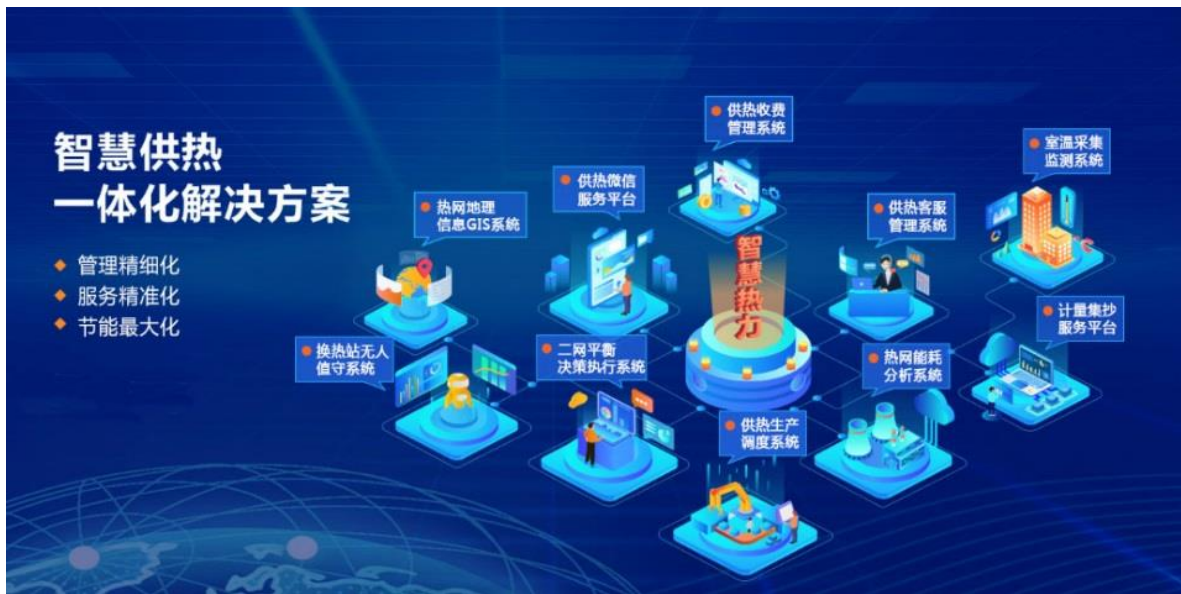 智慧供热
一体化解决方案
管理精细化
服务精准化
节能最大化
供热收费
管理系统
室温采集
监测系统
供热微信
服务平台
热网地理
信息GIS系统
供热客服
管理系统
智慧热力
计量集抄
服务平台
换热站无人
值守系统
二网平衡
决策执行系统
热网能耗
分析系统
供热生产
调度系统